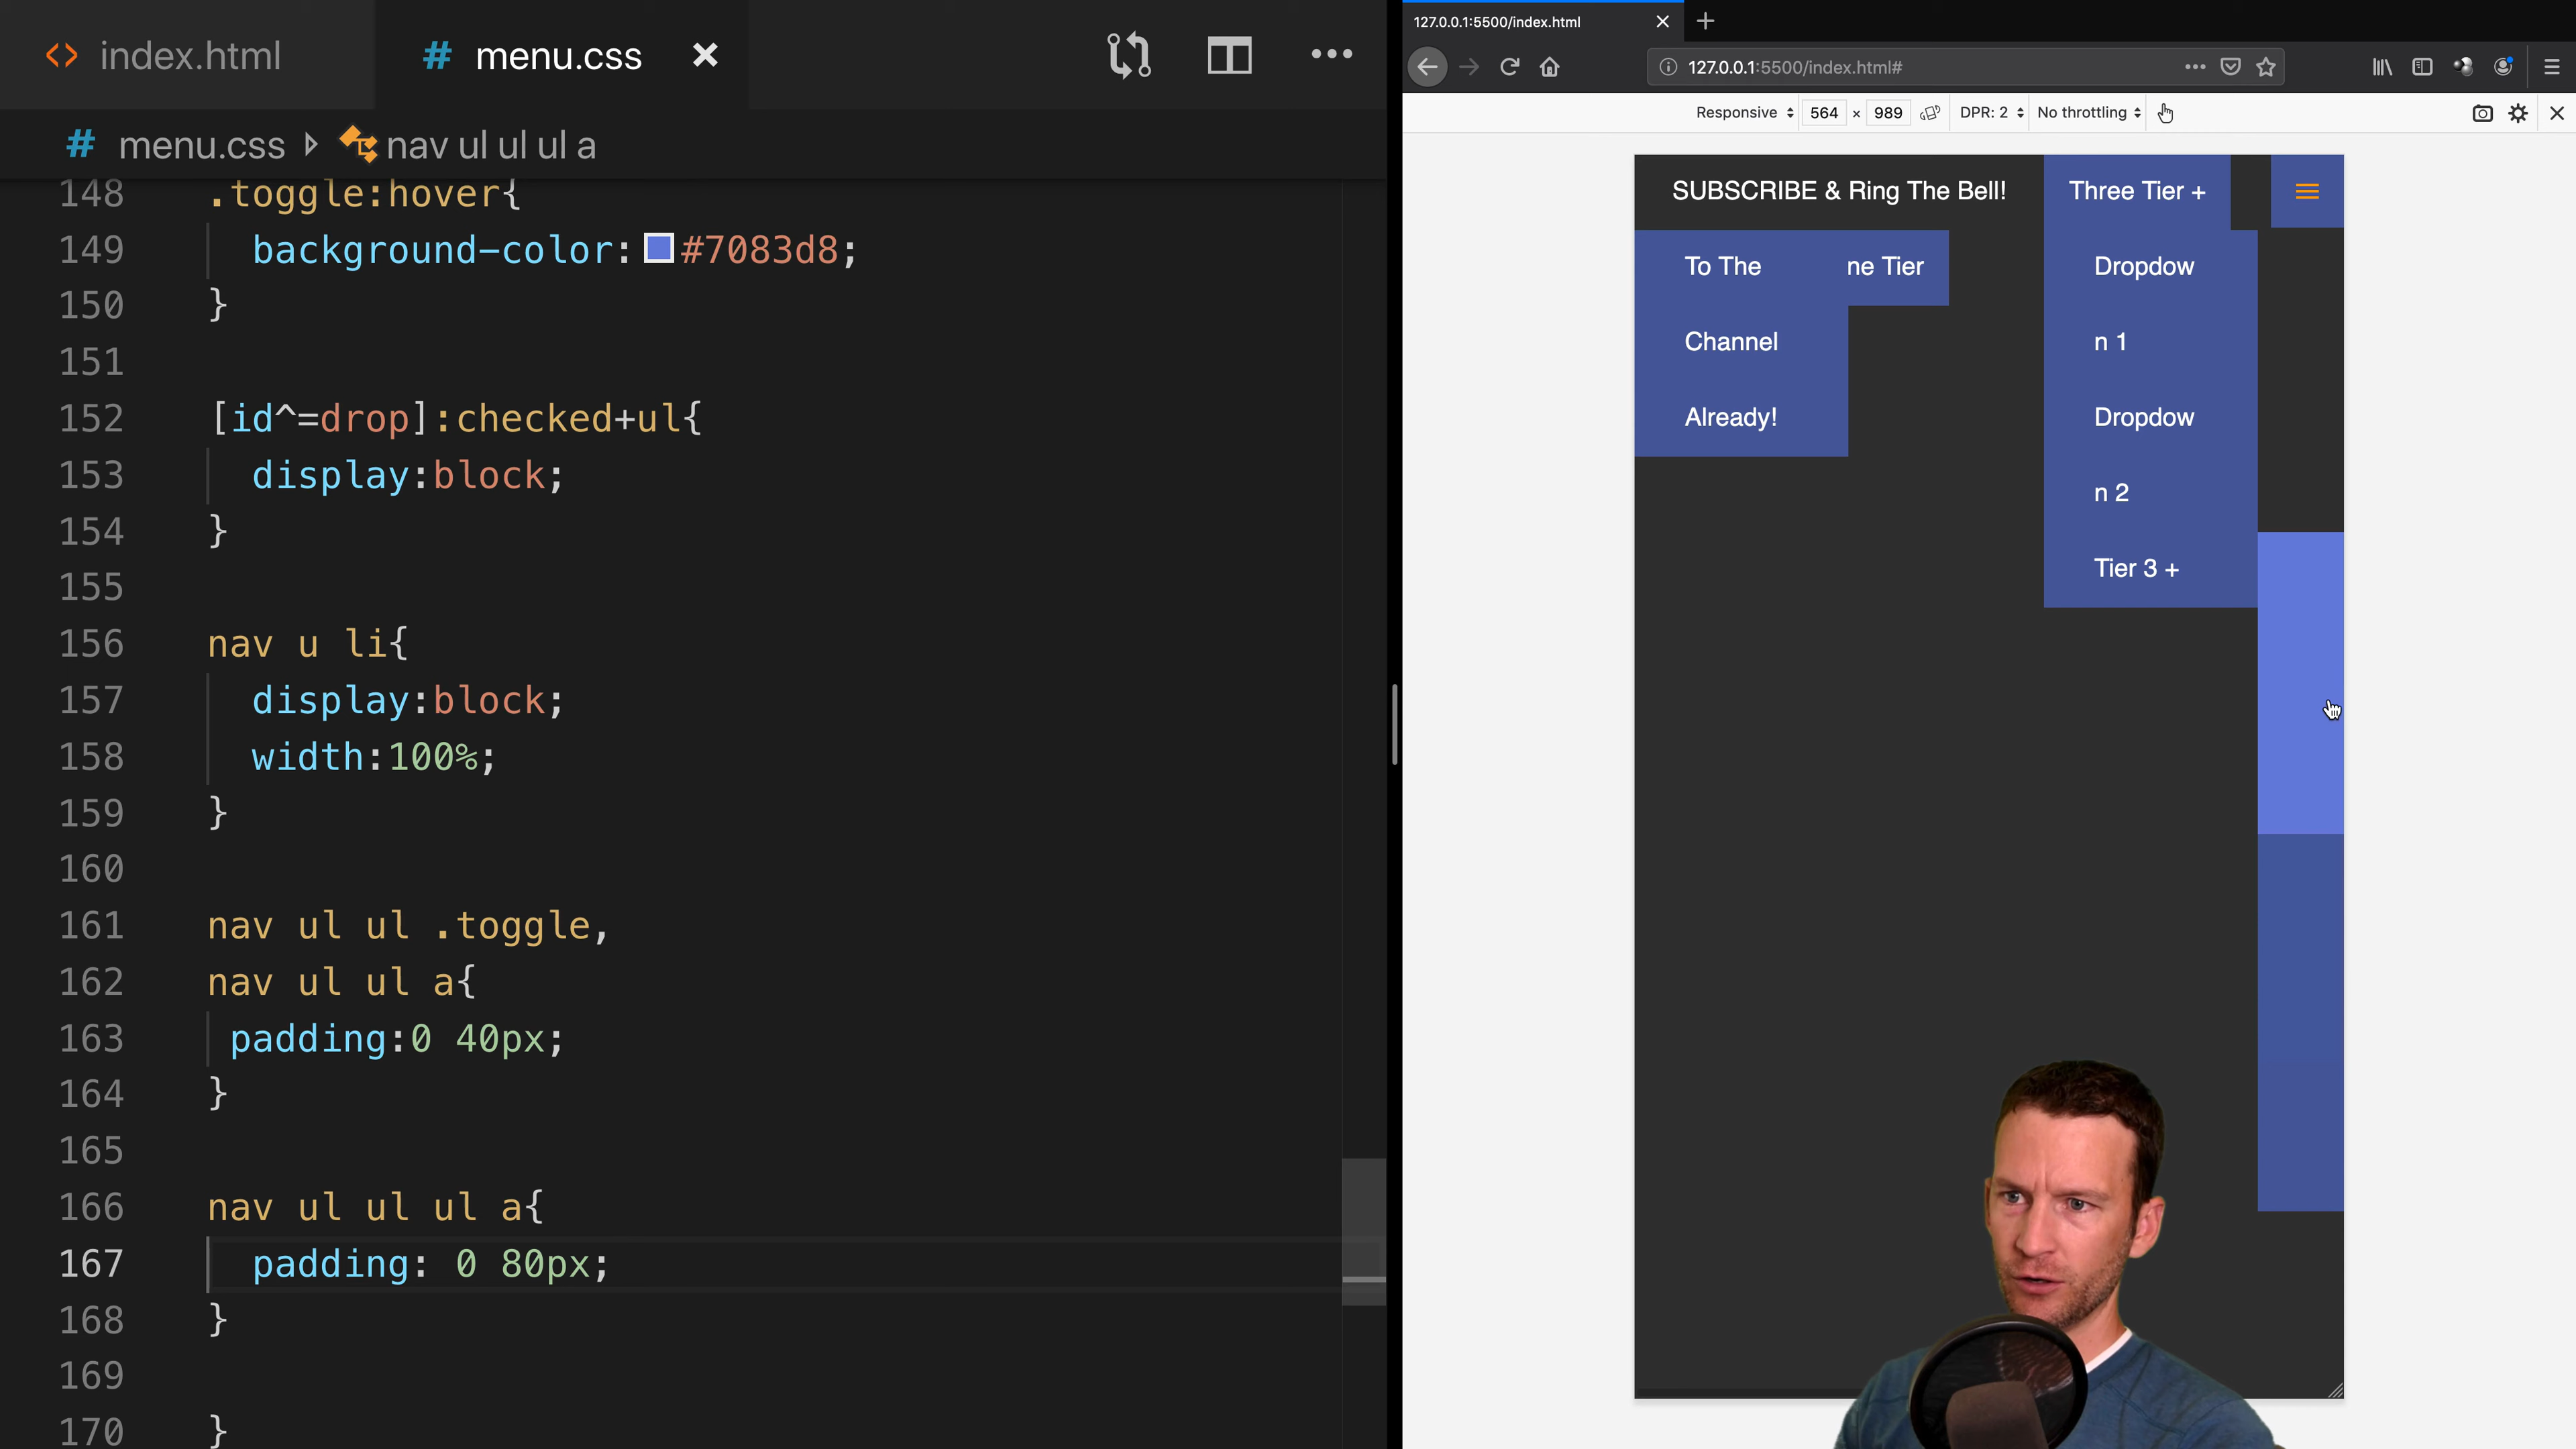 index.html
menu.css
menu.css nav ul ul ul a
148 .toggle:hover{
149 background-color: #7083d8;
150 }
151
152 [id^=drop]:checked+ul{
153 display:block;
154 }
155
156 nav u li{
157 display:block;
158 width:100%;
159 }
160
161 nav ul ul .toggle,
162 nav ul ul a{
163 padding:0 40px;
164 }
165
166 nav ul ul ul a{
167 padding: 0 80px;
168 }
169
170 }
127.0.0.1:5500/index.html
127.0.0.1:5500/index.html#
Responsive 564 × 989 DPR: 2 No throttling
SUBSCRIBE & Ring The Bell! Three Tier +
To The ne Tier Dropdow
Channel n 1
Already! Dropdow
n 2
Tier 3 +